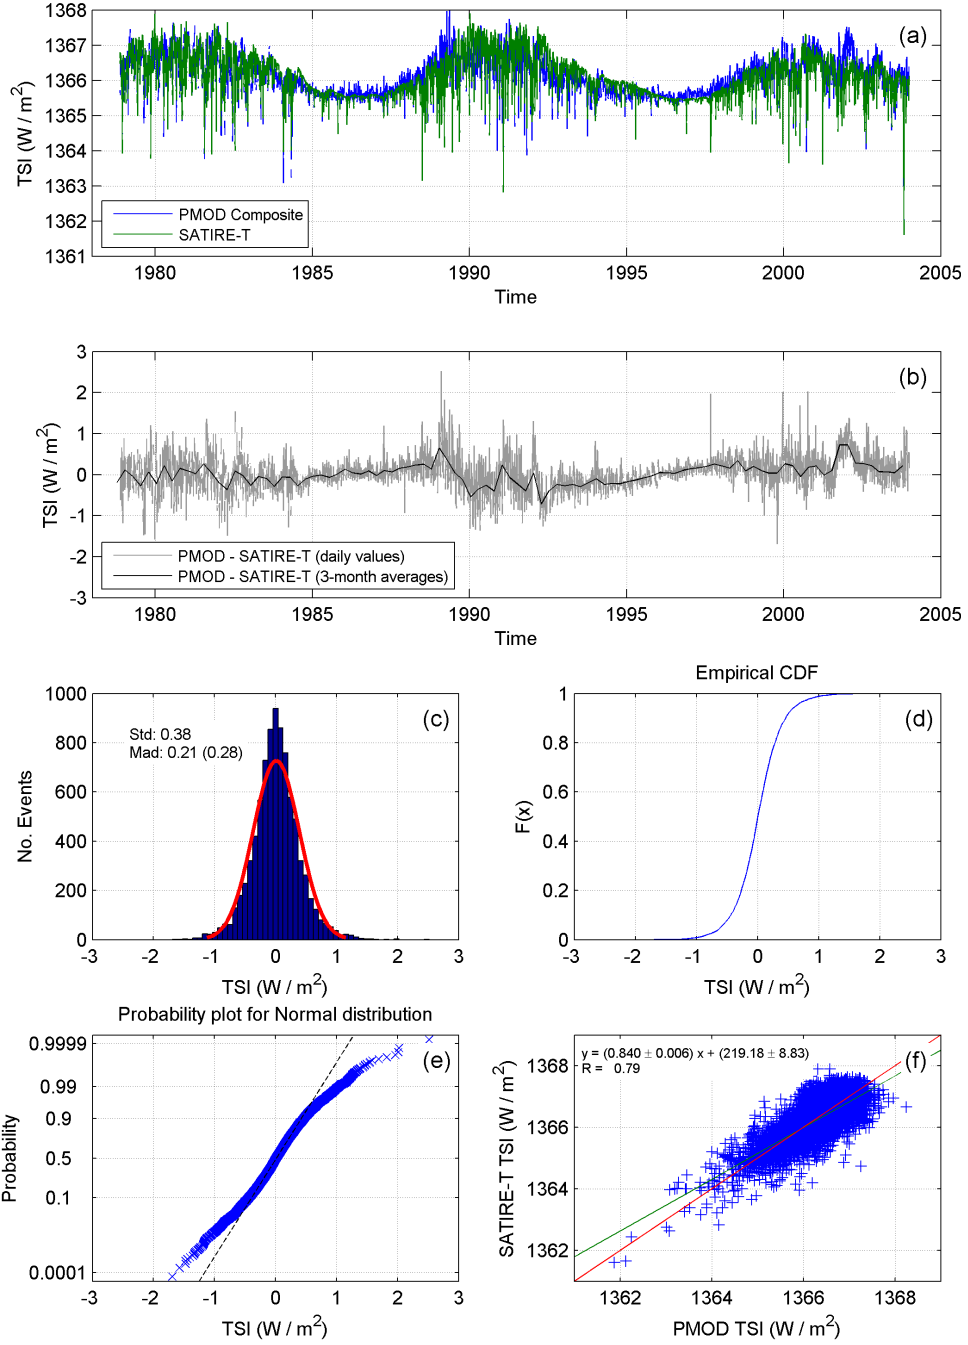 1368
1367
1366
1365
1364
1363
1362
1361
TSI (W / m²)
(a)
PMOD Composite
SATIRE-T
1980 1985 1990 1995 2000 2005
Time
3
2
1
0
-1
-2
-3
TSI (W / m²)
(b)
PMOD - SATIRE-T (daily values)
PMOD - SATIRE-T (3-month averages)
1980 1985 1990 1995 2000 2005
Time
1000
800
600
400
200
0
No. Events
Std: 0.38
Mad: 0.21 (0.28)
(c)
-3 -2 -1 0 1 2 3
TSI (W / m²)
Empirical CDF
1
0.8
0.6
0.4
0.2
0
F(x)
(d)
-3 -2 -1 0 1 2 3
TSI (W / m²)
Probability plot for Normal distribution
0.9999
0.99
0.9
0.5
0.1
0.0001
Probability
(e)
-3 -2 -1 0 1 2 3
TSI (W / m²)
1368
1366
1364
1362
SATIRE-T TSI (W / m²)
y = (0.840 ± 0.006) x + (219.18 ± 8.83)
R = 0.79
(f)
1362 1364 1366 1368
PMOD TSI (W / m²)